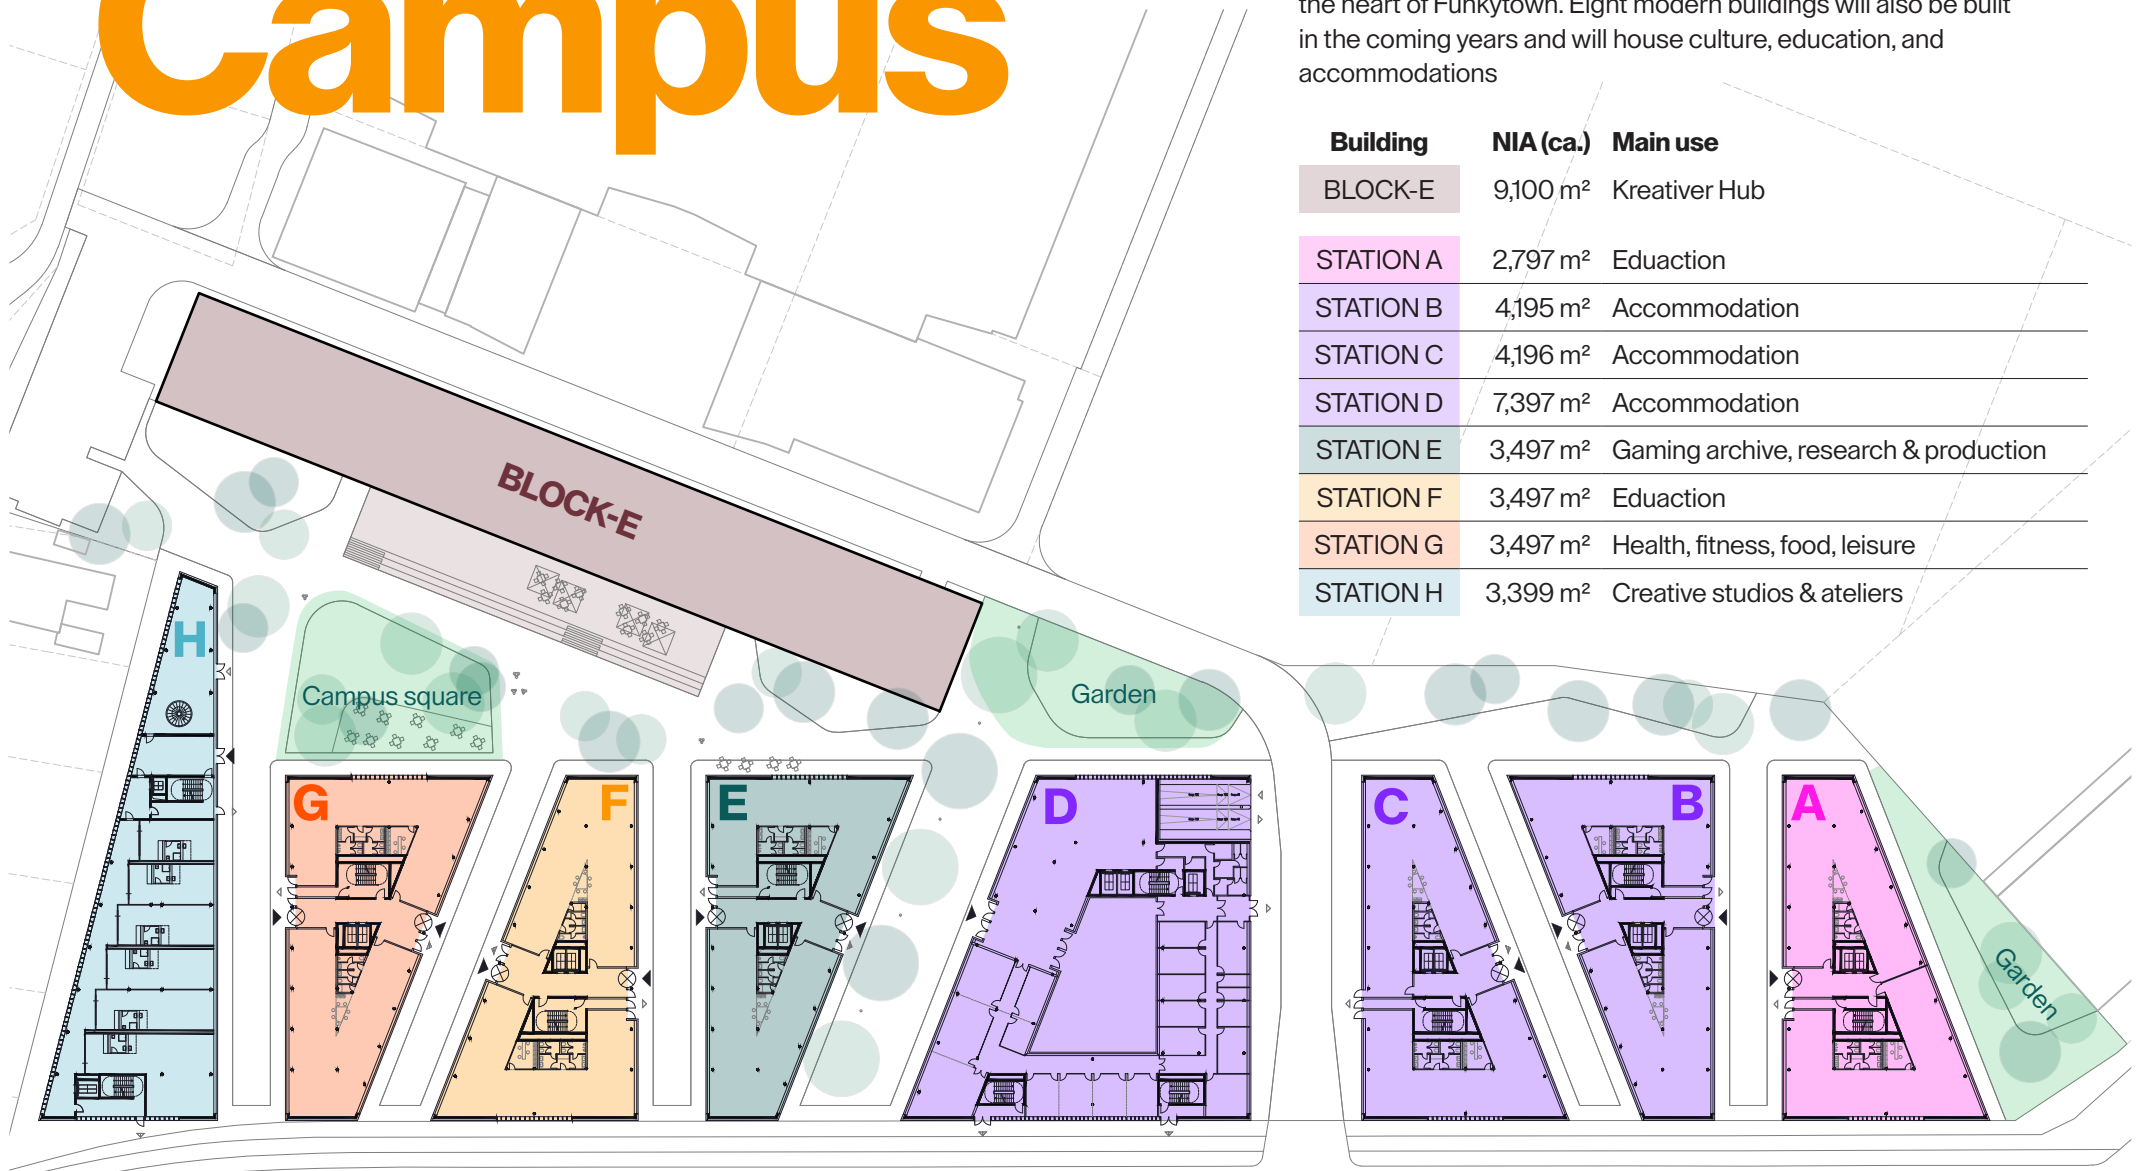 Campus
the heart of Funkytown. Eight modern buildings will also be built
in the coming years and will house culture, education, and
accommodations
Building NIA (ca.) Main use
BLOCK-E 9,100 m² Kreativer Hub
STATION A 2,797 m² Eduaction
STATION B 4,195 m² Accommodation
STATION C 4,196 m² Accommodation
STATION D 7,397 m² Accommodation
STATION E 3,497 m² Gaming archive, research & production
STATION F 3,497 m² Eduaction
STATION G 3,497 m² Health, fitness, food, leisure
STATION H 3,399 m² Creative studios & ateliers
BLOCK-E
H
Campus square
Garden
G
F
E
D
C
B
A
Garden